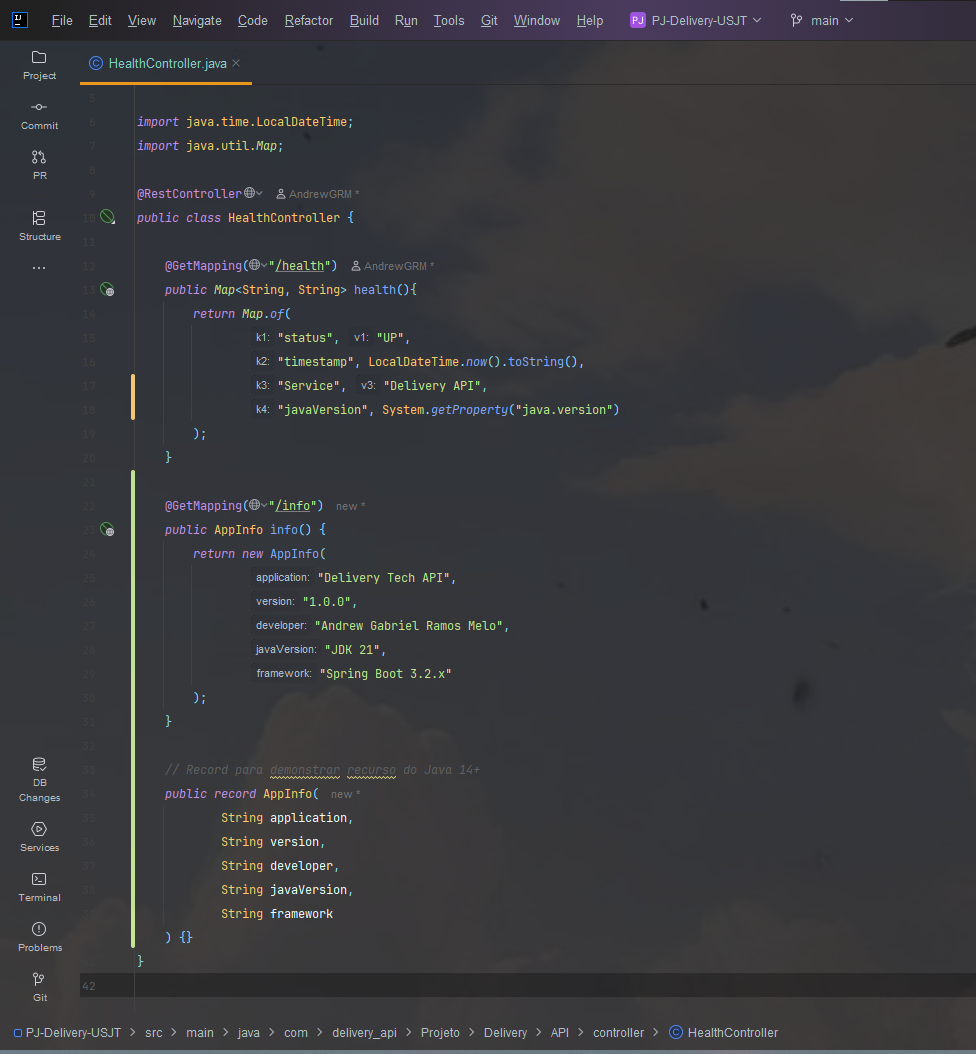 File Edit View Navigate Code Refactor Build Run Tools Git Window Help PJ PJ-Delivery-USJT main
Project
Commit
PR
Structure
DB Changes
Services
Terminal
Problems
Git
HealthController.java
5
6 import java.time.LocalDateTime;
7 import java.util.Map;
8
9 @RestController AndrewGRM *
10 public class HealthController {
11
12 @GetMapping("/health") AndrewGRM *
13 public Map<String, String> health(){
14 return Map.of(
15 k1: "status", v1: "UP",
16 k2: "timestamp", LocalDateTime.now().toString(),
17 k3: "Service", v3: "Delivery API",
18 k4: "javaVersion", System.getProperty("java.version")
19 );
20 }
21
22 @GetMapping("/info") new *
23 public AppInfo info() {
24 return new AppInfo(
25 application: "Delivery Tech API",
26 version: "1.0.0",
27 developer: "Andrew Gabriel Ramos Melo",
28 javaVersion: "JDK 21",
29 framework: "Spring Boot 3.2.x"
30 );
31 }
32
33 // Record para demonstrar recurso do Java 14+
34 public record AppInfo( new *
35 String application,
36 String version,
37 String developer,
38 String javaVersion,
String framework
) {}
}
42
PJ-Delivery-USJT > src > main > java > com > delivery_api > Projeto > Delivery > API > controller > HealthController